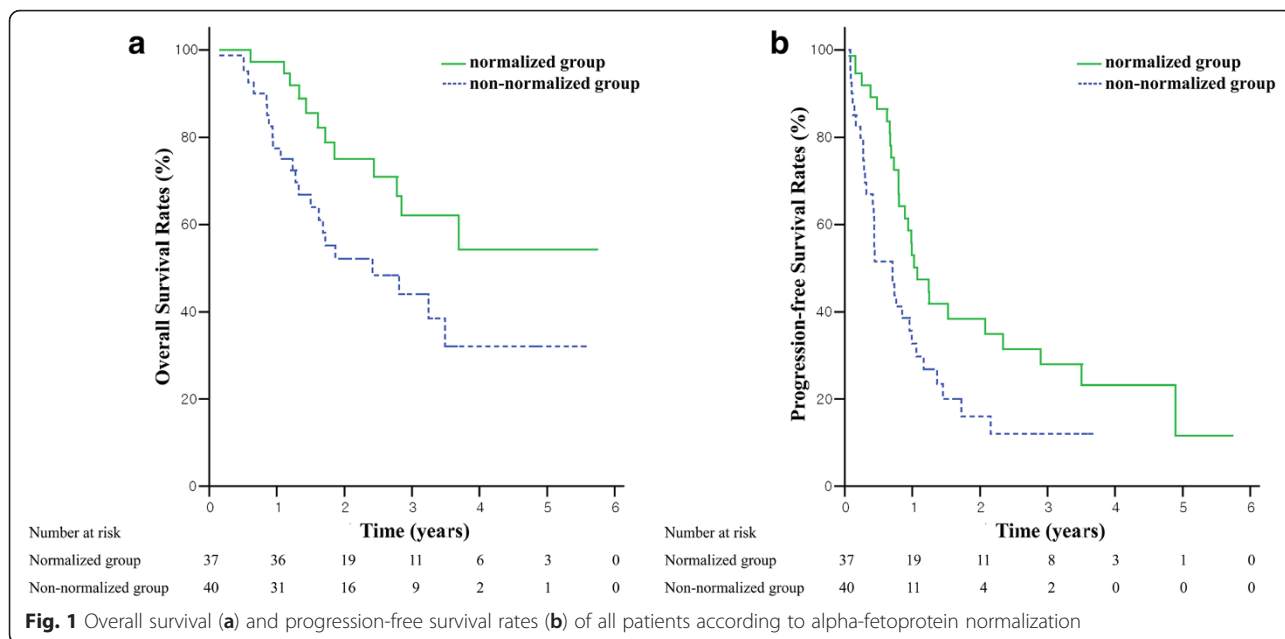 a
100
80
60
40
20
0
Overall Survival Rates (%)
normalized group
non-normalized group
0 1 2 3 4 5 6
Time (years)
Number at risk
Normalized group 37 36 19 11 6 3 0
Non-normalized group 40 31 16 9 2 1 0
b
100
80
60
40
20
0
Progression-free Survival Rates (%)
normalized group
non-normalized group
0 1 2 3 4 5 6
Time (years)
Number at risk
Normalized group 37 19 11 8 3 1 0
Non-normalized group 40 11 4 2 0 0 0
Fig. 1 Overall survival (a) and progression-free survival rates (b) of all patients according to alpha-fetoprotein normalization